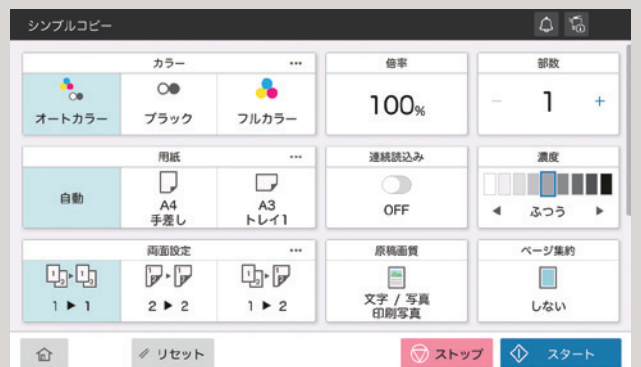 シンプルコピー
カラー
オートカラー
ブラック
フルカラー
倍率
100%
部数
− 1 +
用紙
自動
A4
手差し
A3
トレイ1
連続読込み
OFF
濃度
◀ ふつう ▶
両面設定
1 ▶ 1
2 ▶ 2
1 ▶ 2
原稿画質
文字 / 写真
印刷写真
ページ集約
しない
リセット
ストップ
スタート